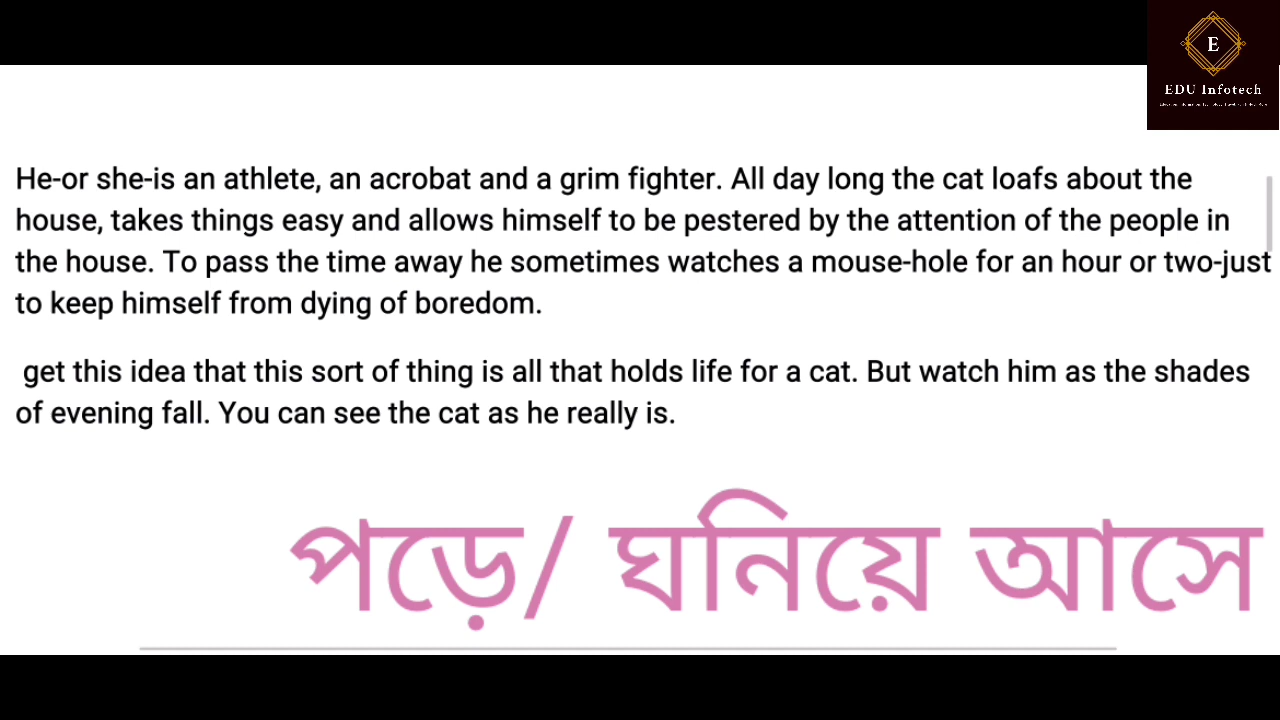 E
EDU Infotech
He-or she-is an athlete, an acrobat and a grim fighter. All day long the cat loafs about the
house, takes things easy and allows himself to be pestered by the attention of the people in
the house. To pass the time away he sometimes watches a mouse-hole for an hour or two-just
to keep himself from dying of boredom.
get this idea that this sort of thing is all that holds life for a cat. But watch him as the shades
of evening fall. You can see the cat as he really is.
পড়ে/ ঘনিয়ে আসে